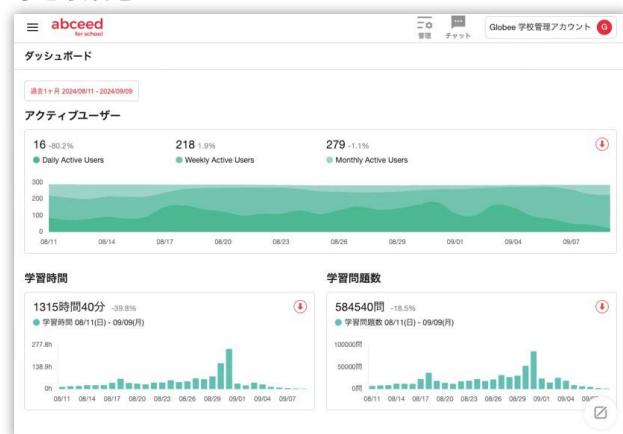 abceed
for school
管理
チャット
Globee 学校管理アカウント
G
ダッシュボード
過去1ヶ月 2024/08/11 - 2024/09/09
アクティブユーザー
16 -80.2%
218 1.9%
279 -1.1%
Daily Active Users
Weekly Active Users
Monthly Active Users
300
200
100
0
08/11 08/14 08/17 08/20 08/23 08/26 08/29 09/01 09/04 09/07
学習時間
1315時間40分 -39.8%
学習時間 08/11(日) - 09/09(月)
277.8h
138.9h
0h
08/11 08/14 08/17 08/20 08/23 08/26 08/29 09/01 09/04 09/07
学習問題数
584540問 -18.5%
学習問題数 08/11(日) - 09/09(月)
100000問
50000問
0問
08/11 08/14 08/17 08/20 08/23 08/26 08/29 09/01 09/04